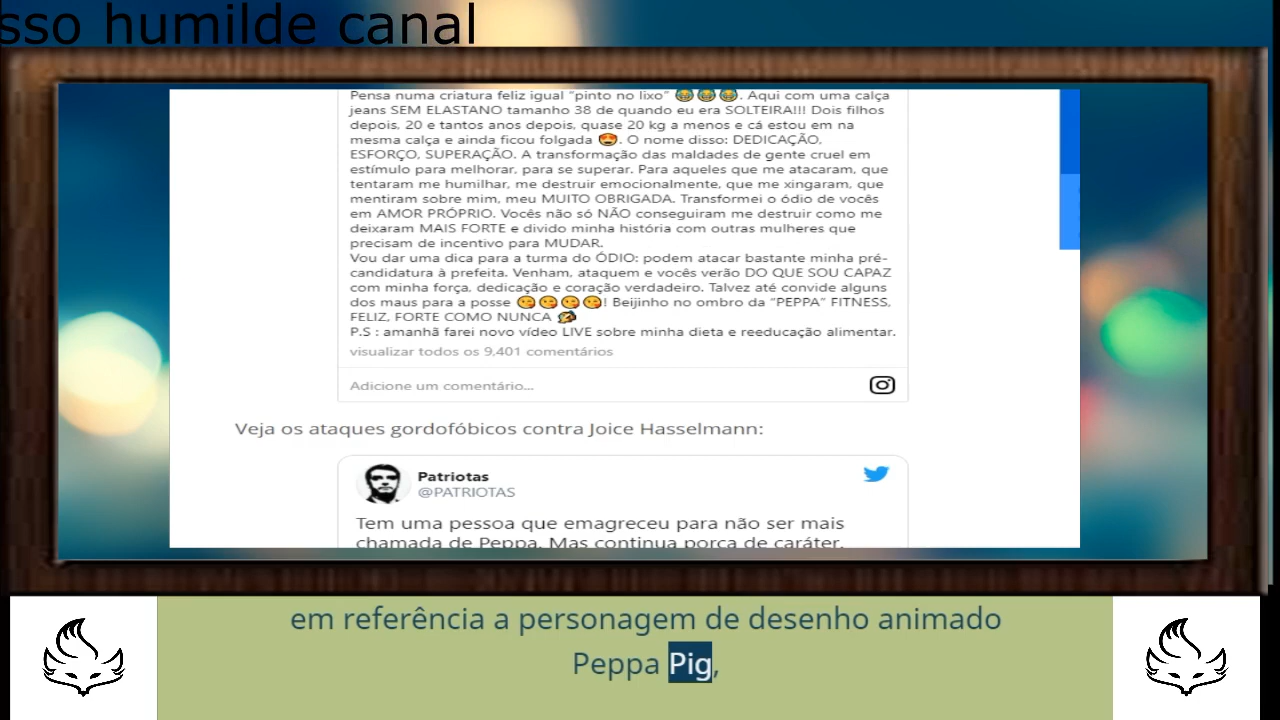 sso humilde canal
Pensa numa criatura feliz igual "pinto no lixo" 😂😂😂. Aqui com uma calça
jeans SEM ELASTANO tamanho 38 de quando eu era SOLTEIRA!!! Dois filhos
depois, 20 e tantos anos depois, quase 20 kg a menos e cá estou em na
mesma calça e ainda ficou folgada 😍. O nome disso: DEDICAÇÃO,
ESFORÇO, SUPERAÇÃO. A transformação das maldades de gente cruel em
estímulo para melhorar, para se superar. Para aqueles que me atacaram, que
tentaram me humilhar, me destruir emocionalmente, que me xingaram, que
mentiram sobre mim, meu MUITO OBRIGADA. Transformei o ódio de vocês
em AMOR PRÓPRIO. Vocês não só NÃO conseguiram me destruir como me
deixaram MAIS FORTE e divido minha história com outras mulheres que
precisam de incentivo para MUDAR.
Vou dar uma dica para a turma do ÓDIO: podem atacar bastante minha pré-
candidatura à prefeita. Venham, ataquem e vocês verão DO QUE SOU CAPAZ
com minha força, dedicação e coração verdadeiro. Talvez até convide alguns
dos maus para a posse 😘😘😘😘! Beijinho no ombro da "PEPPA" FITNESS,
FELIZ, FORTE COMO NUNCA 💪
P.S : amanhã farei novo vídeo LIVE sobre minha dieta e reeducação alimentar.
visualizar todos os 9,401 comentários
Adicione um comentário...
Veja os ataques gordofóbicos contra Joice Hasselmann:
Patriotas
@PATRIOTAS
Tem uma pessoa que emagreceu para não ser mais
chamada de Peppa. Mas continua porca de caráter.
em referência a personagem de desenho animado
Peppa Pig,